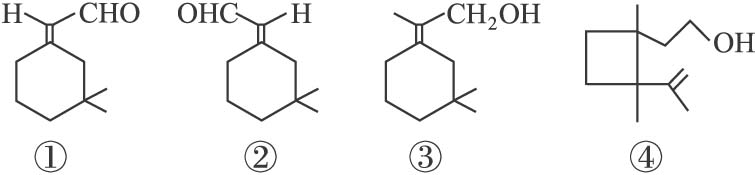 H CHO OHC H CH₂OH OH
① ② ③ ④